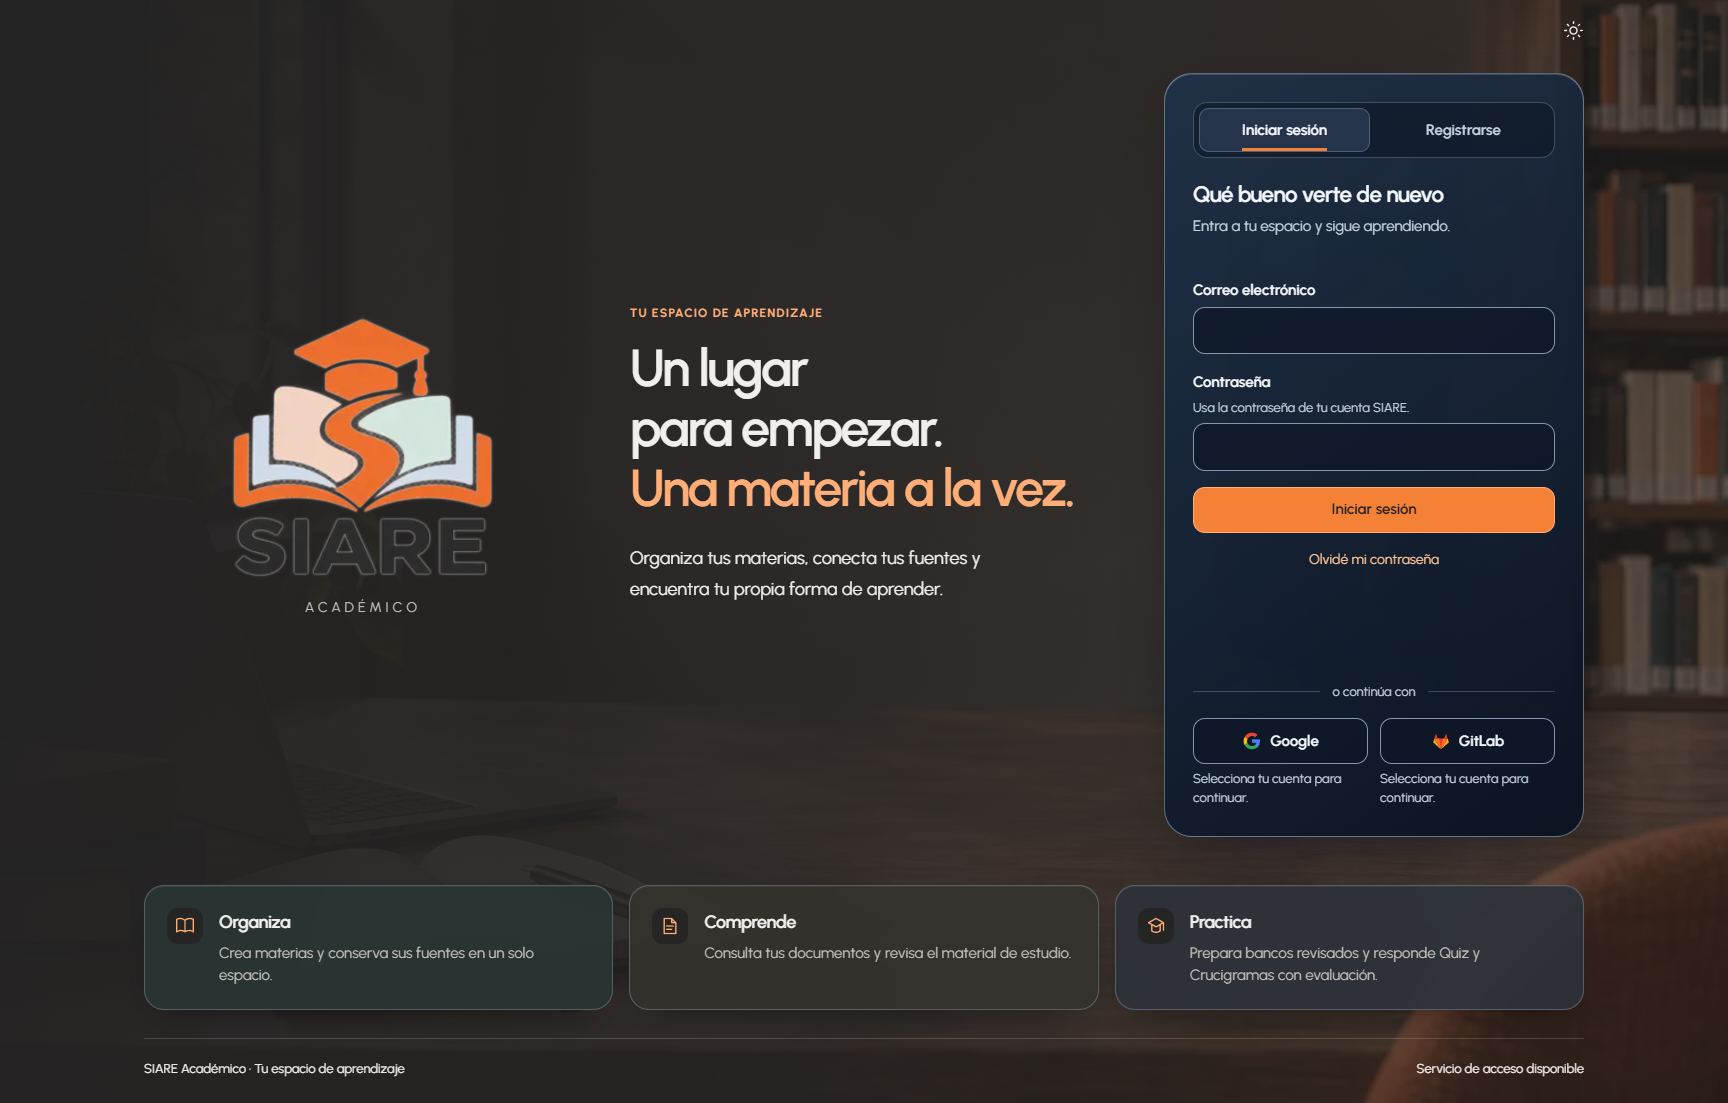 SIARE
ACADÉMICO
TU ESPACIO DE APRENDIZAJE
Un lugar
para empezar.
Una materia a la vez.
Organiza tus materias, conecta tus fuentes y
encuentra tu propia forma de aprender.
Iniciar sesión
Registrarse
Qué bueno verte de nuevo
Entra a tu espacio y sigue aprendiendo.
Correo electrónico
Contraseña
Usa la contraseña de tu cuenta SIARE.
Iniciar sesión
Olvidé mi contraseña
o continúa con
Google
GitLab
Selecciona tu cuenta para
continuar.
Selecciona tu cuenta para
continuar.
Organiza
Crea materias y conserva sus fuentes en un solo
espacio.
Comprende
Consulta tus documentos y revisa el material de estudio.
Practica
Prepara bancos revisados y responde Quiz y
Crucigramas con evaluación.
SIARE Académico · Tu espacio de aprendizaje
Servicio de acceso disponible